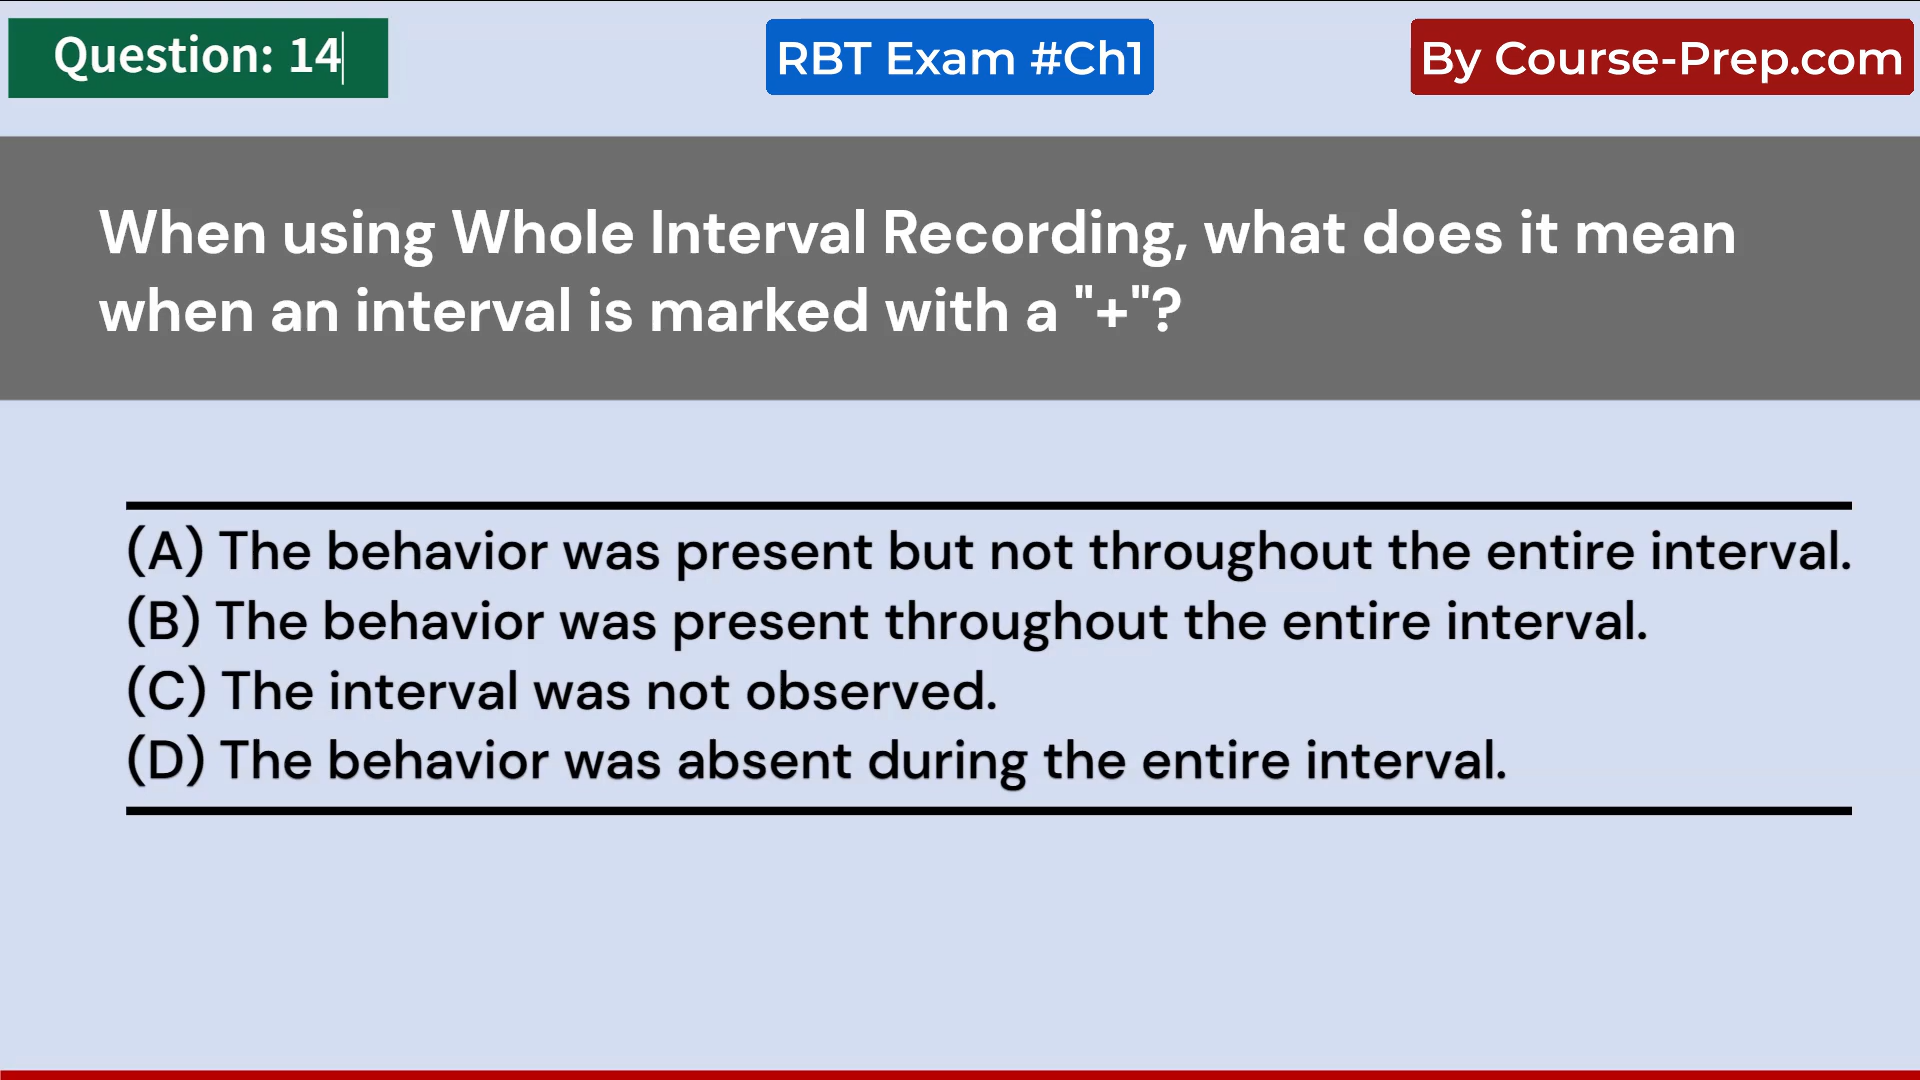 Question: 14
RBT Exam #Ch1
By Course-Prep.com
When using Whole Interval Recording, what does it mean
when an interval is marked with a "+"?
(A) The behavior was present but not throughout the entire interval.
(B) The behavior was present throughout the entire interval.
(C) The interval was not observed.
(D) The behavior was absent during the entire interval.